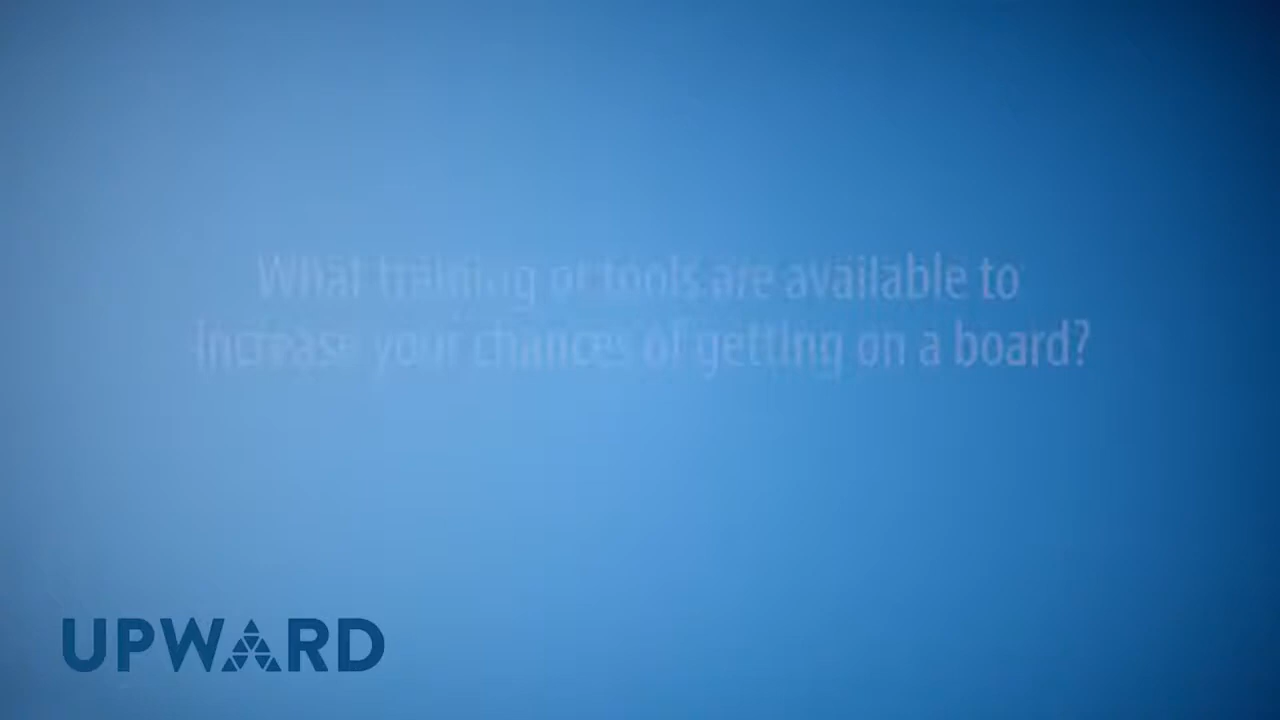 What training or tools are available to
increase your chances of getting on a board?
UPWARD